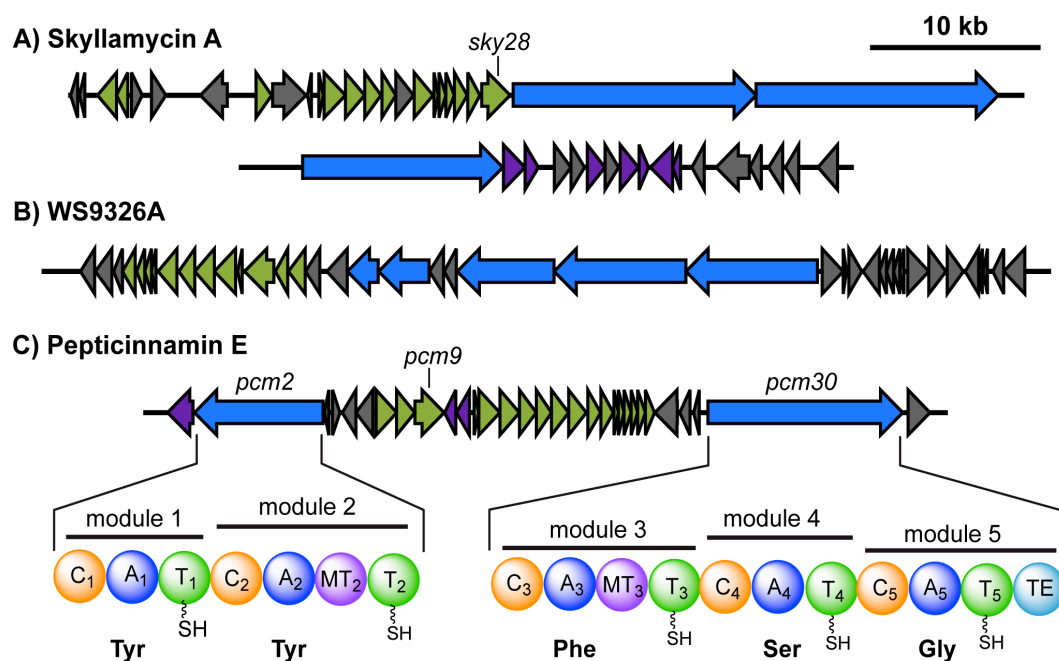 A) Skyllamycin A
sky28
10 kb
B) WS9326A
C) Pepticinnamin E
pcm9
pcm2
pcm30
module 1
module 2
module 3
module 4
module 5
C1 A1 T1 C2 A2 MT2 T2
C3 A3 MT3 T3 C4 A4 T4 C5 A5 T5 TE
SH SH SH SH SH
Tyr Tyr Phe Ser Gly